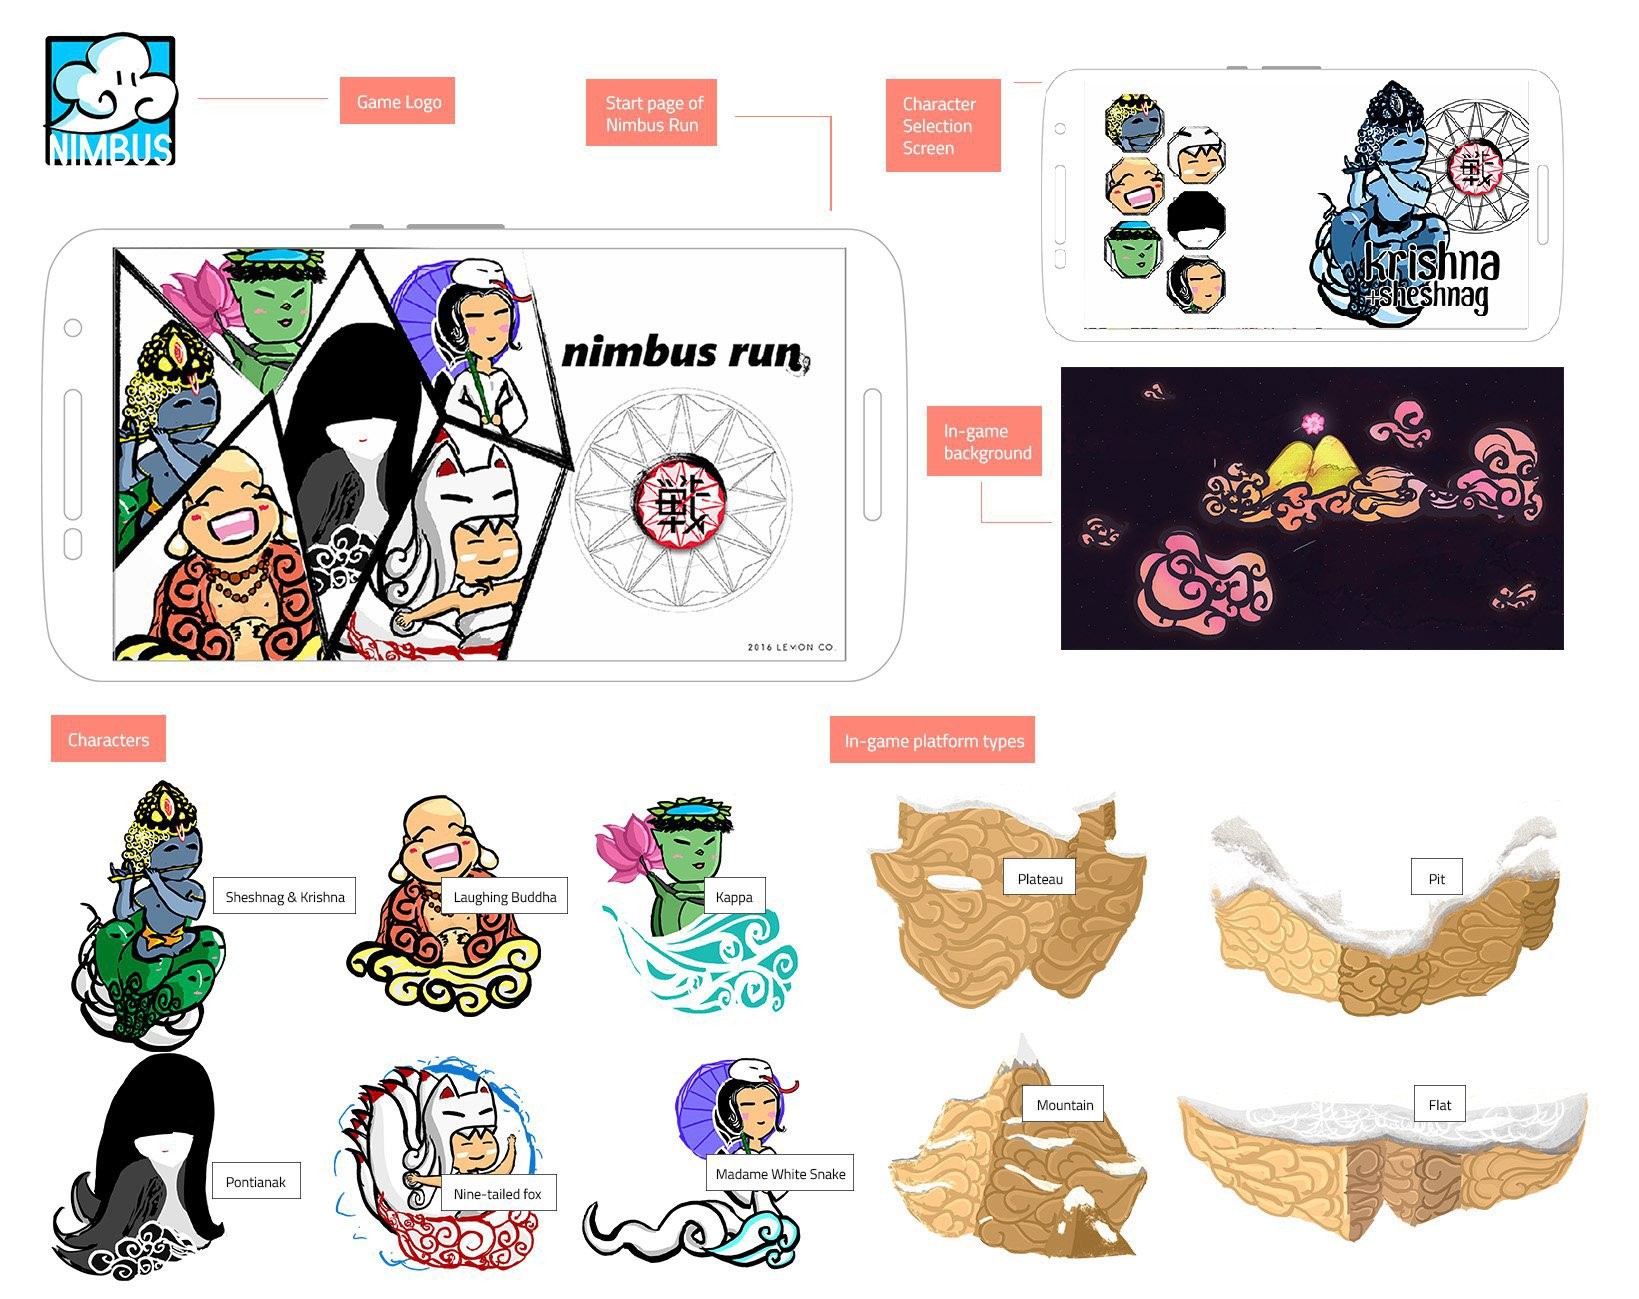 NIMBUS
Game Logo
Start page of
Nimbus Run
Character
Selection
Screen
krishna
+sheshnag
nimbus run
2016 LEMON CO.
In-game
background
Characters
In-game platform types
Sheshnag & Krishna
Laughing Buddha
Kappa
Plateau
Pit
Pontianak
Nine-tailed fox
Madame White Snake
Mountain
Flat